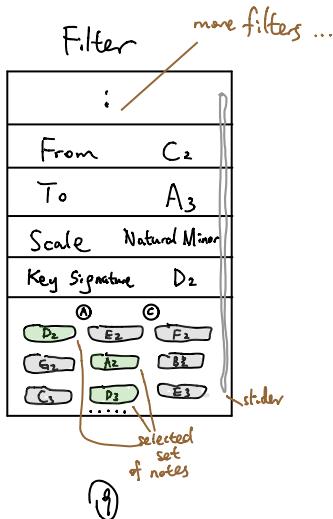 more filters ...
Filter
:
From C2
To A3
Scale Natural Minor
Key Signature D2
A C
D2 E2 F2
G2 A2 B♭2
C3 D3 E3
......
slider
selected
set
of notes
9